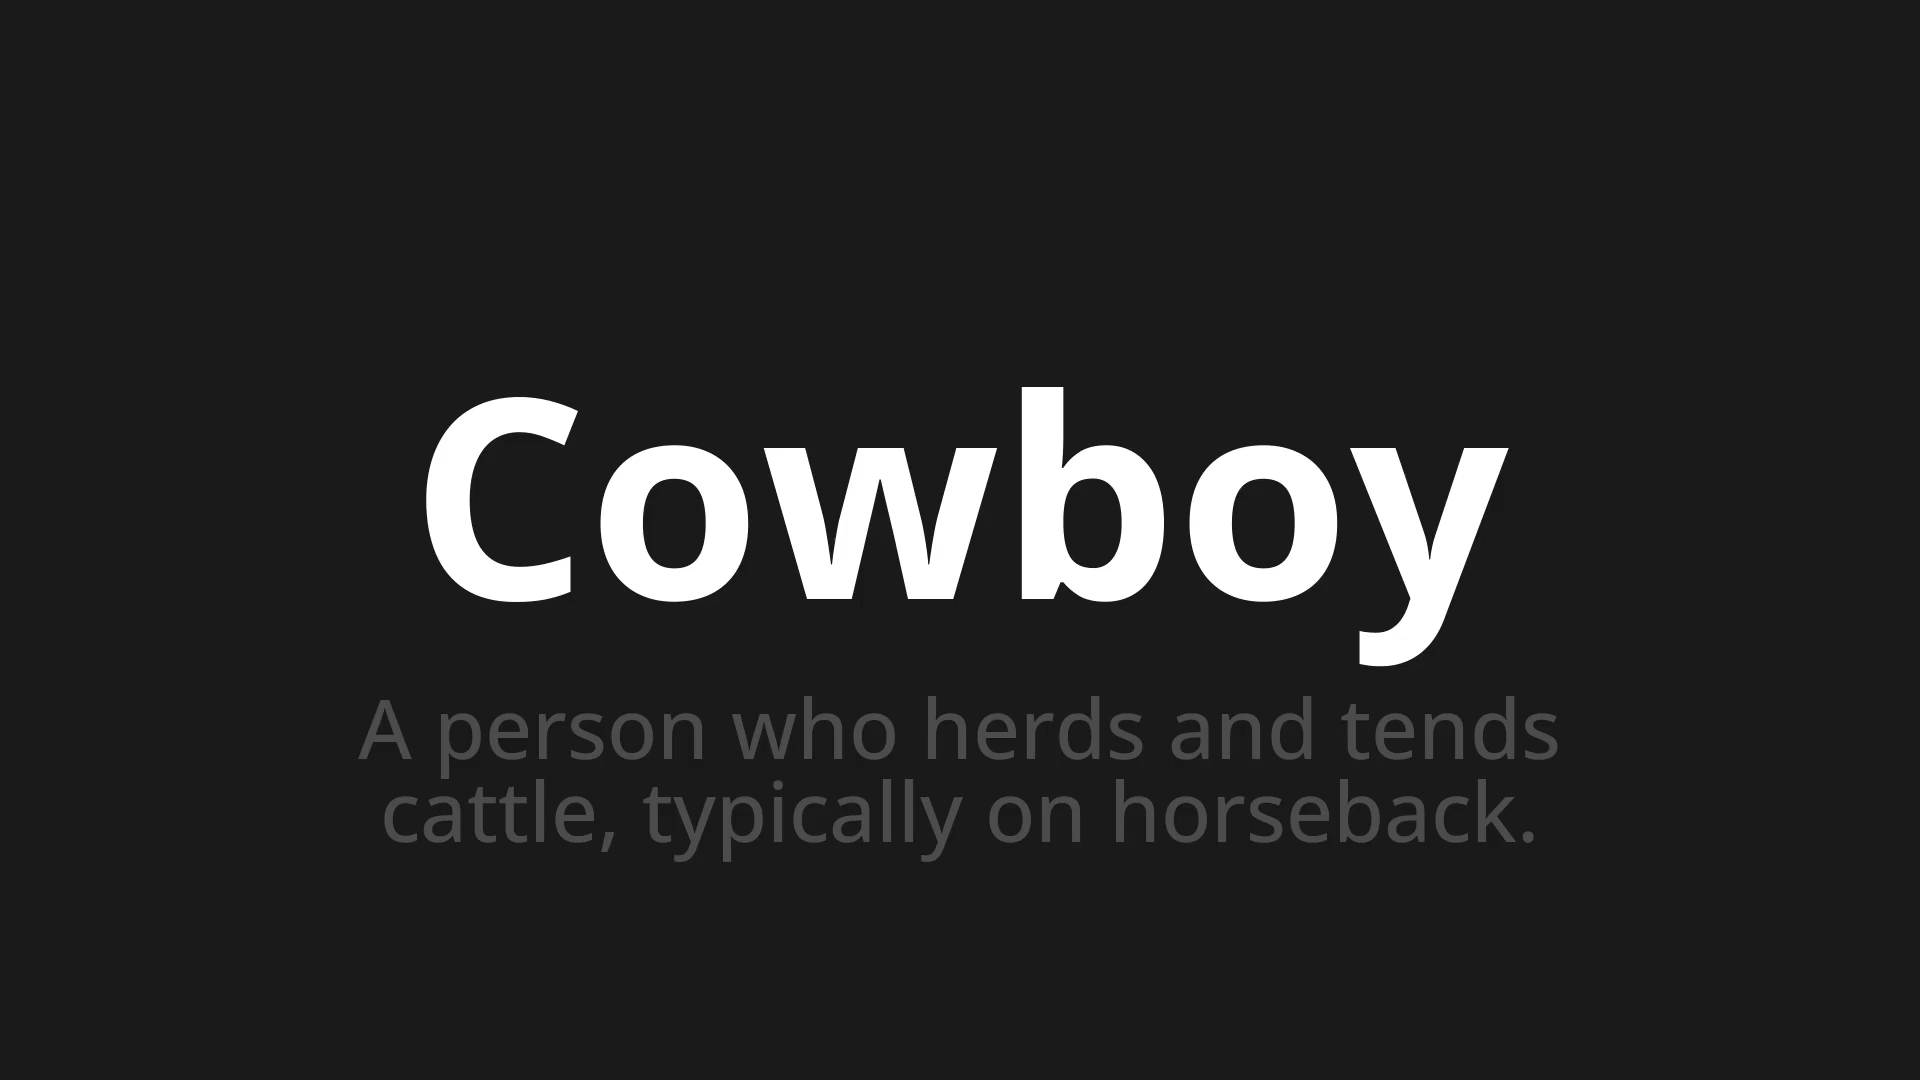 Cowboy
A person who herds and tends
cattle, typically on horseback.